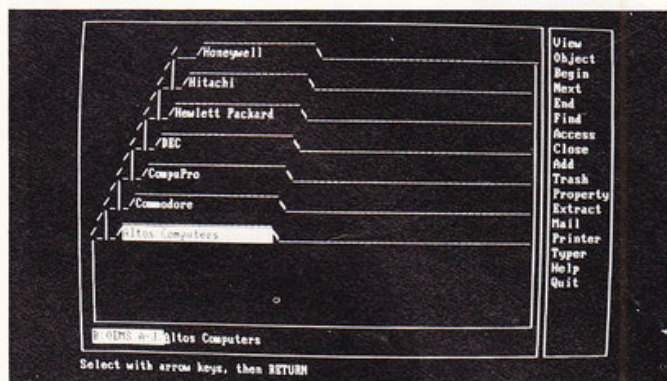 Honeywell
Hitachi
Hewlett Packard
DEC
CompuPro
Commodore
Altos Computers
Altos Computers
Select with arrow keys, then RETURN
View
Object
Begin
Next
End
Find
Access
Close
Add
Trash
Property
Extract
Mail
Printer
Typer
Help
Quit